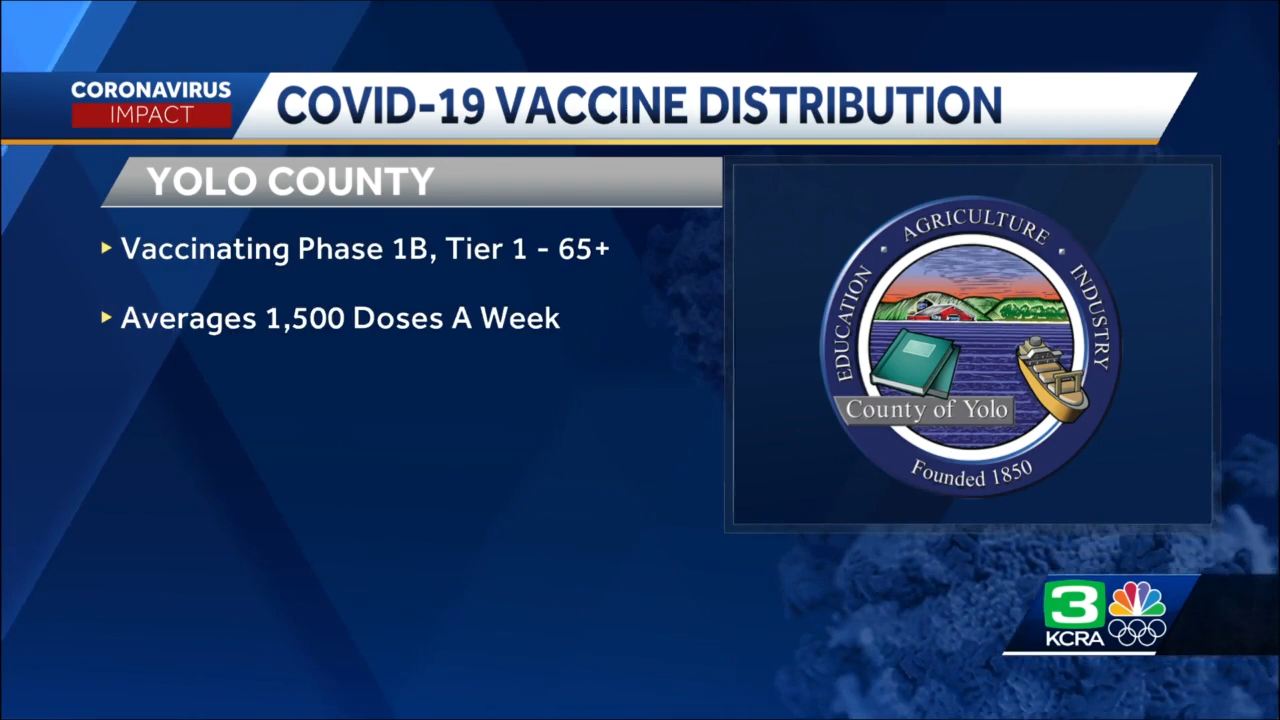 CORONAVIRUS
IMPACT
COVID-19 VACCINE DISTRIBUTION
YOLO COUNTY
Vaccinating Phase 1B, Tier 1 - 65+
Averages 1,500 Doses A Week
EDUCATION
AGRICULTURE
INDUSTRY
County of Yolo
Founded 1850
3
KCRA